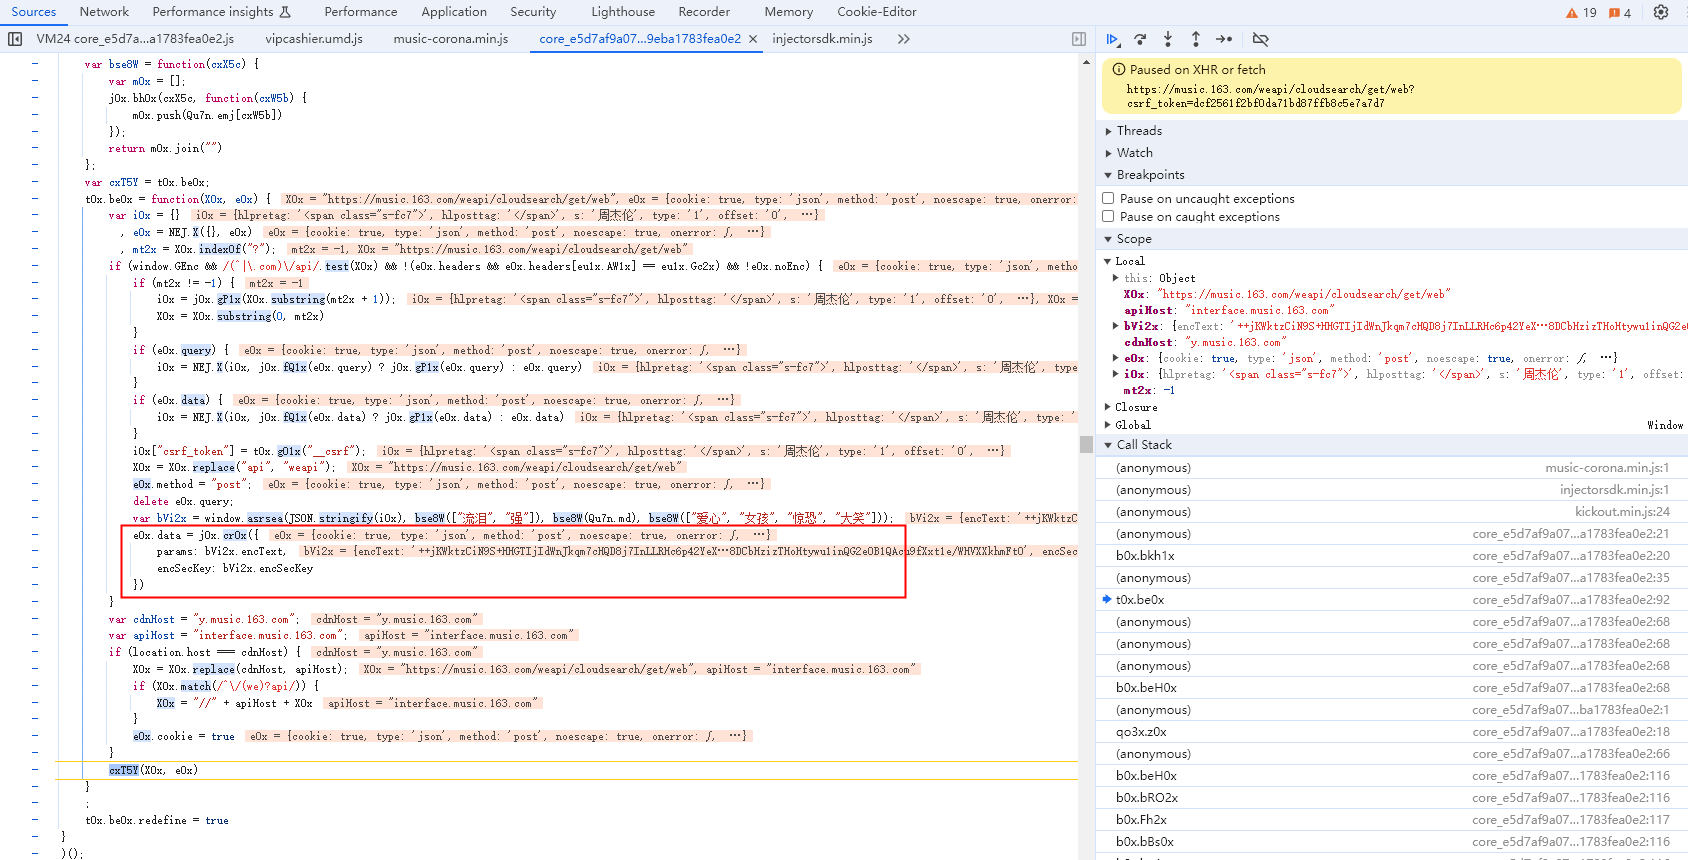 Sources Network Performance insights Performance Application Security Lighthouse Recorder Memory Console-Editor 19 4
VM24 core_e5d7a...a1783fea0e2.js vipcashier.umd.js music-corona.min.js core_e5d7af9a07...9eba1783fea0e2 × injectorsdk.min.js »
var bse8W = function(cxX5c) {
var m0x = [];
j0x.bh0x(cxX5c, function(cxW5b) {
m0x.push(Qu7n.emj[cxW5b])
});
return m0x.join("")
};
var cxT5Y = t0x.be0x;
t0x.be0x = function(X0x, e0x) { X0x = "https://music.163.com/weapi/cloudsearch/get/web", e0x = {cookie: true, type: 'json', method: 'post', noescape: true, onerror:
var i0x = {} i0x = {hlpretag: '<span class="s-fc7">', hlposttag: '</span>', s: '周杰伦', type: '1', offset: '0', …}
, e0x = NEJ.X({}, e0x) e0x = {cookie: true, type: 'json', method: 'post', noescape: true, onerror: ƒ, …}
, mt2x = X0x.indexOf("?"); mt2x = -1, X0x = "https://music.163.com/weapi/cloudsearch/get/web"
if (window.GEnc && /(^|\.com)\/api/.test(X0x) && !(e0x.headers && e0x.headers[eu1x.AW1x] == eu1x.Gc2x) && !e0x.noEnc) { e0x = {cookie: true, type: 'json', metho
if (mt2x != -1) { mt2x = -1
i0x = j0x.gP1x(X0x.substring(mt2x + 1)); i0x = {hlpretag: '<span class="s-fc7">', hlposttag: '</span>', s: '周杰伦', type: '1', offset: '0', …}, X0x =
X0x = X0x.substring(0, mt2x)
}
if (e0x.query) { e0x = {cookie: true, type: 'json', method: 'post', noescape: true, onerror: ƒ, …}
i0x = NEJ.X(i0x, j0x.fQ1x(e0x.query) ? j0x.gP1x(e0x.query) : e0x.query) i0x = {hlpretag: '<span class="s-fc7">', hlposttag: '</span>', s: '周杰伦', type:
}
if (e0x.data) { e0x = {cookie: true, type: 'json', method: 'post', noescape: true, onerror: ƒ, …}
i0x = NEJ.X(i0x, j0x.fQ1x(e0x.data) ? j0x.gP1x(e0x.data) : e0x.data) i0x = {hlpretag: '<span class="s-fc7">', hlposttag: '</span>', s: '周杰伦', type: '
}
i0x["csrf_token"] = t0x.gO1x("__csrf"); i0x = {hlpretag: '<span class="s-fc7">', hlposttag: '</span>', s: '周杰伦', type: '1', offset: '0', …}
X0x = X0x.replace("api", "weapi"); X0x = "https://music.163.com/weapi/cloudsearch/get/web"
e0x.method = "post"; e0x = {cookie: true, type: 'json', method: 'post', noescape: true, onerror: ƒ, …}
delete e0x.query;
var bVi2x = window.asrsea(JSON.stringify(i0x), bse8W(["流泪", "强"]), bse8W(Qu7n.md), bse8W(["爱心", "女孩", "惊恐", "大笑"])); bVi2x = {encText: '++jKWktzC
e0x.data = j0x.cr0x({ e0x = {cookie: true, type: 'json', method: 'post', noescape: true, onerror: ƒ, …}
params: bVi2x.encText, bVi2x = {encText: '++jKWktzCiN9S+HHGTIjIdWnJkqm7cHQD8j7InLLRHc6p42YeX…8DCbHzizTHoHtywu1inQG2eOB1QAcu9fXxt1e/WHVXXkhmFt0', encSec
encSecKey: bVi2x.encSecKey
})
}
var cdnHost = "y.music.163.com"; cdnHost = "y.music.163.com"
var apiHost = "interface.music.163.com"; apiHost = "interface.music.163.com"
if (location.host === cdnHost) { cdnHost = "y.music.163.com"
X0x = X0x.replace(cdnHost, apiHost); X0x = "https://music.163.com/weapi/cloudsearch/get/web", apiHost = "interface.music.163.com"
if (X0x.match(/^\/(we)?api/)) {
X0x = "//" + apiHost + X0x apiHost = "interface.music.163.com"
}
e0x.cookie = true e0x = {cookie: true, type: 'json', method: 'post', noescape: true, onerror: ƒ, …}
}
cxT5Y(X0x, e0x)
}
;
t0x.be0x.redefine = true
}
)();
Paused on XHR or fetch
https://music.163.com/weapi/cloudsearch/get/web?
csrf_token=dcf2561f2bf0da71bd87ffb8c5e7a7d7
Threads
Watch
Breakpoints
Pause on uncaught exceptions
Pause on caught exceptions
Scope
Local
this: Object
X0x: "https://music.163.com/weapi/cloudsearch/get/web"
apiHost: "interface.music.163.com"
bVi2x: {encText: '++jKWktzCiN9S+HHGTIjIdWnJkqm7cHQD8j7InLLRHc6p42YeX…8DCbHzizTHoHtywu1inQG2e
cdnHost: "y.music.163.com"
e0x: {cookie: true, type: 'json', method: 'post', noescape: true, onerror: ƒ, …}
i0x: {hlpretag: '<span class="s-fc7">', hlposttag: '</span>', s: '周杰伦', type: '1', offset:
mt2x: -1
Closure
Global Window
Call Stack
(anonymous) music-corona.min.js:1
(anonymous) injectorsdk.min.js:1
(anonymous) kickout.min.js:24
(anonymous) core_e5d7af9a07...a1783fea0e2:21
b0x.bkh1x core_e5d7af9a07...a1783fea0e2:20
(anonymous) core_e5d7af9a07...a1783fea0e2:35
t0x.be0x core_e5d7af9a07...a1783fea0e2:92
(anonymous) core_e5d7af9a07...a1783fea0e2:68
(anonymous) core_e5d7af9a07...a1783fea0e2:68
(anonymous) core_e5d7af9a07...a1783fea0e2:68
b0x.beH0x core_e5d7af9a07...a1783fea0e2:68
(anonymous) core_e5d7af9a07...ba1783fea0e2:1
qo3x.z0x core_e5d7af9a07...a1783fea0e2:18
(anonymous) core_e5d7af9a07...a1783fea0e2:66
b0x.beH0x core_e5d7af9a07...1783fea0e2:116
b0x.bRO2x core_e5d7af9a07...1783fea0e2:116
b0x.Fh2x core_e5d7af9a07...1783fea0e2:117
b0x.bBs0x core_e5d7af9a07...1783fea0e2:116